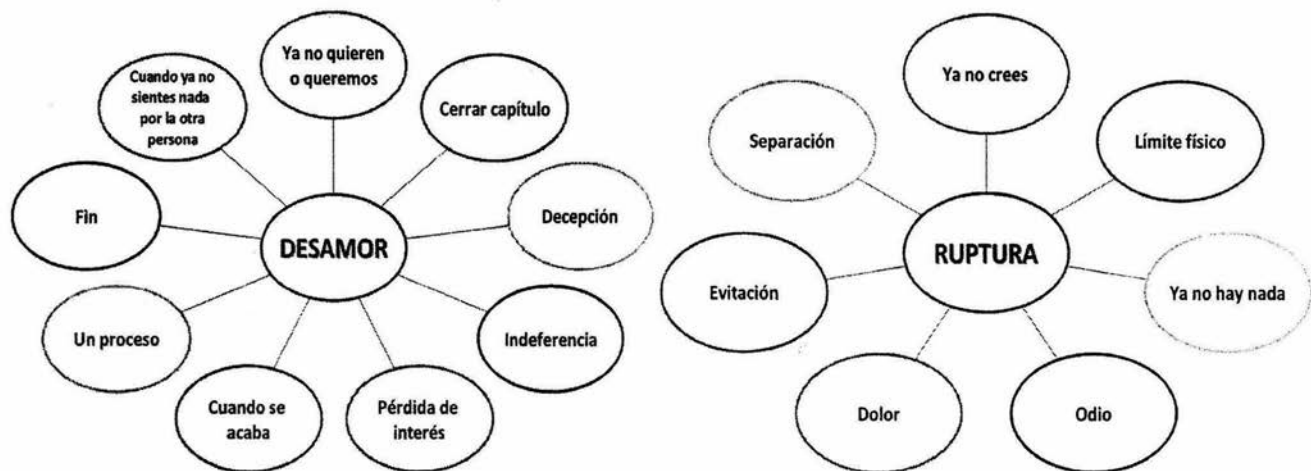 Ya no quieren
o queremos
Cerrar capítulo
Decepción
Indeferencia
Pérdida de
interés
Cuando se
acaba
Un proceso
Fin
Cuando ya no
sientes nada
por la otra
persona
DESAMOR
Ya no crees
Límite físico
Ya no hay nada
Odio
Dolor
Evitación
Separación
RUPTURA